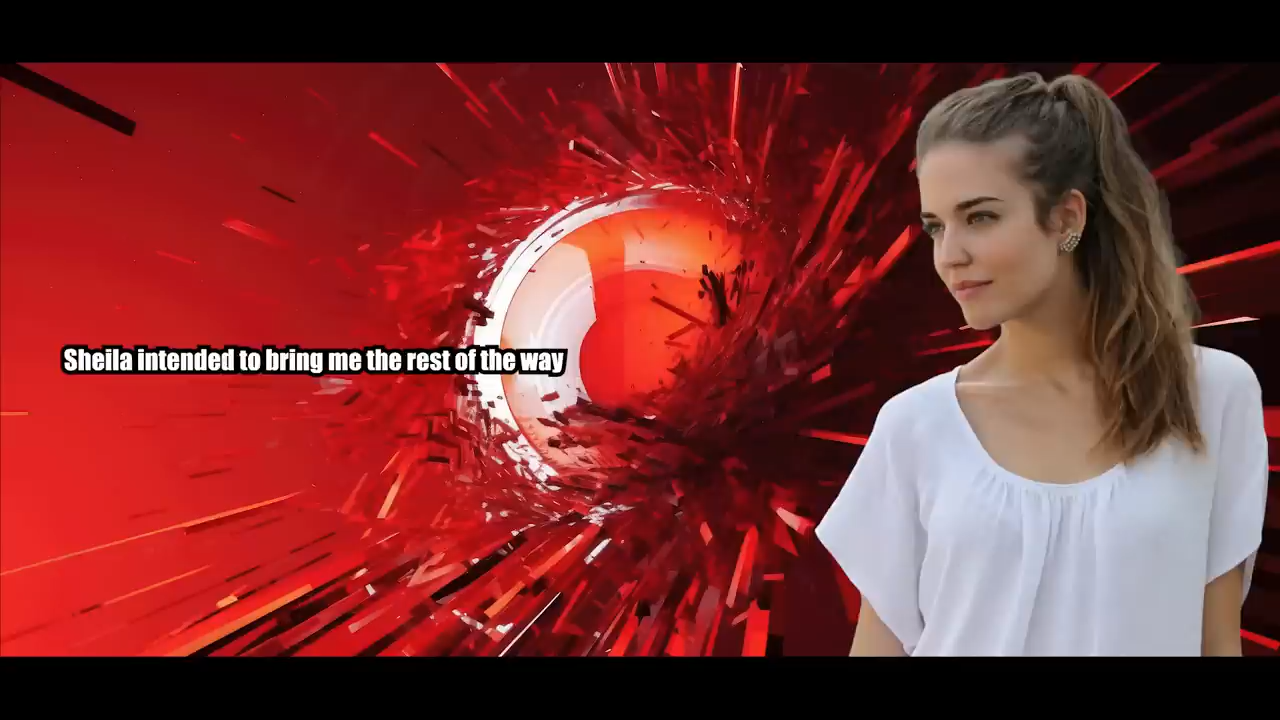 Sheila intended to bring me the rest of the way